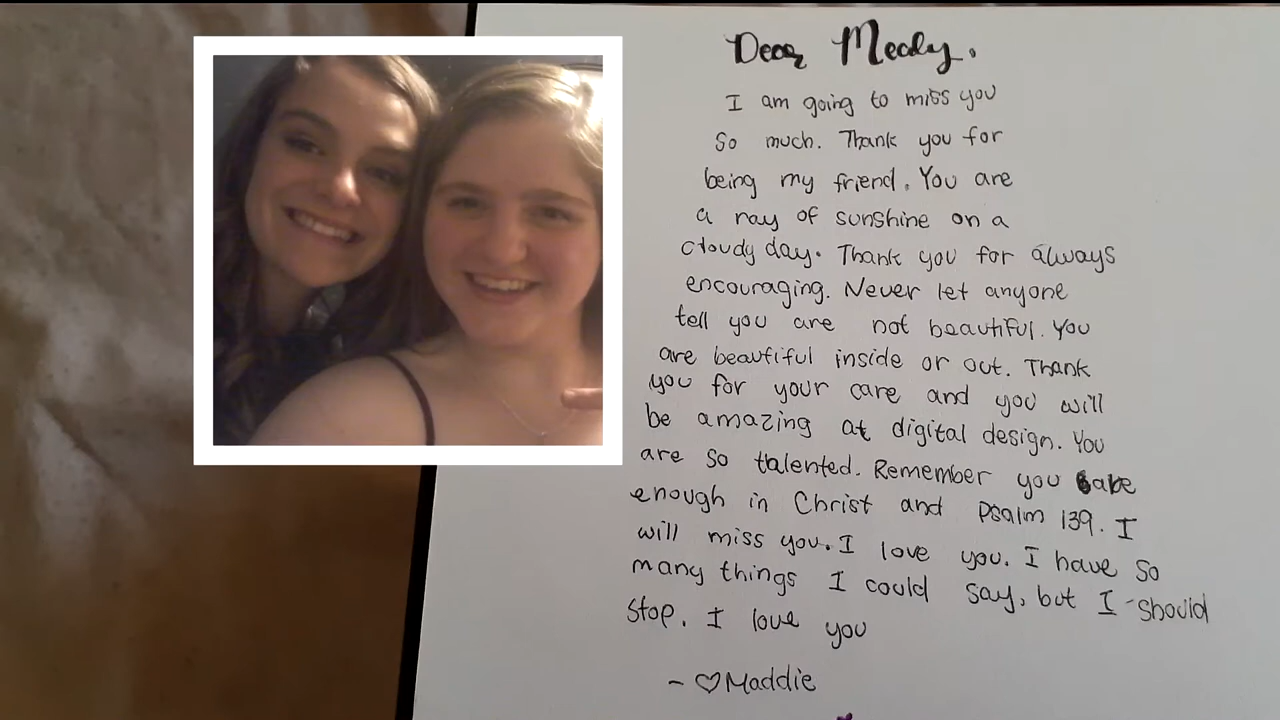 Dear Mealy,
I am going to miss you
so much. Thank you for
being my friend. You are
a ray of sunshine on a
cloudy day. Thank you for always
encouraging. Never let anyone
tell you are not beautiful. You
are beautiful inside or out. Thank
you for your care and you will
be amazing at digital design. You
are so talented. Remember you are
enough in Christ and Psalm 139. I
will miss you. I love you. I have so
many things I could say, but I should
stop. I love you
- ♡Maddie